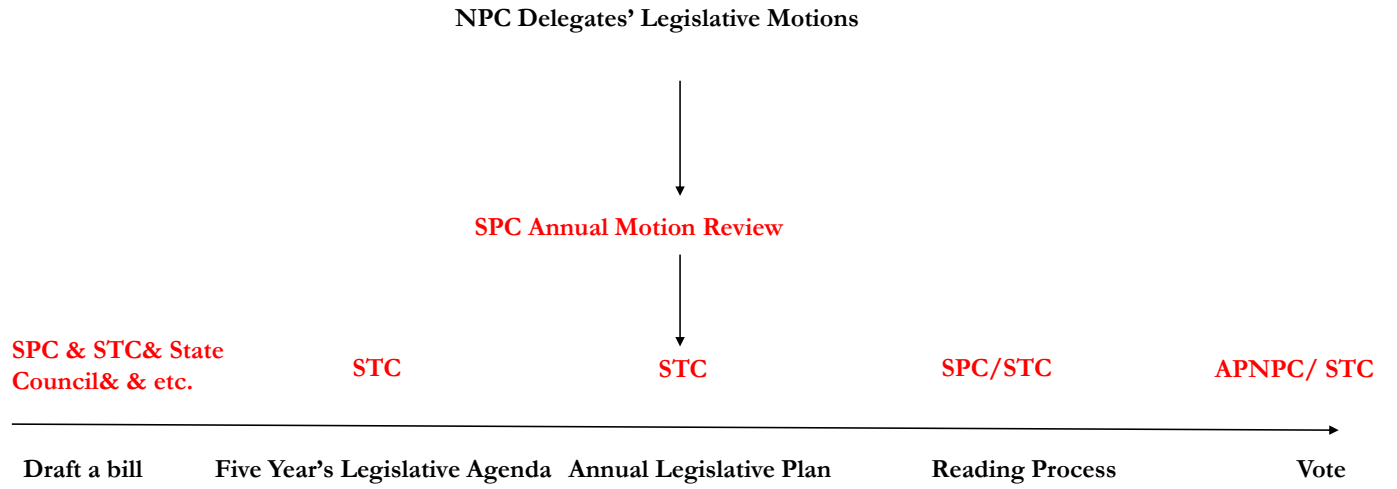 NPC Delegates’ Legislative Motions
SPC Annual Motion Review
SPC & STC& State
Council& & etc.
STC
STC
SPC/STC
APNPC/ STC
Draft a bill
Five Year’s Legislative Agenda
Annual Legislative Plan
Reading Process
Vote